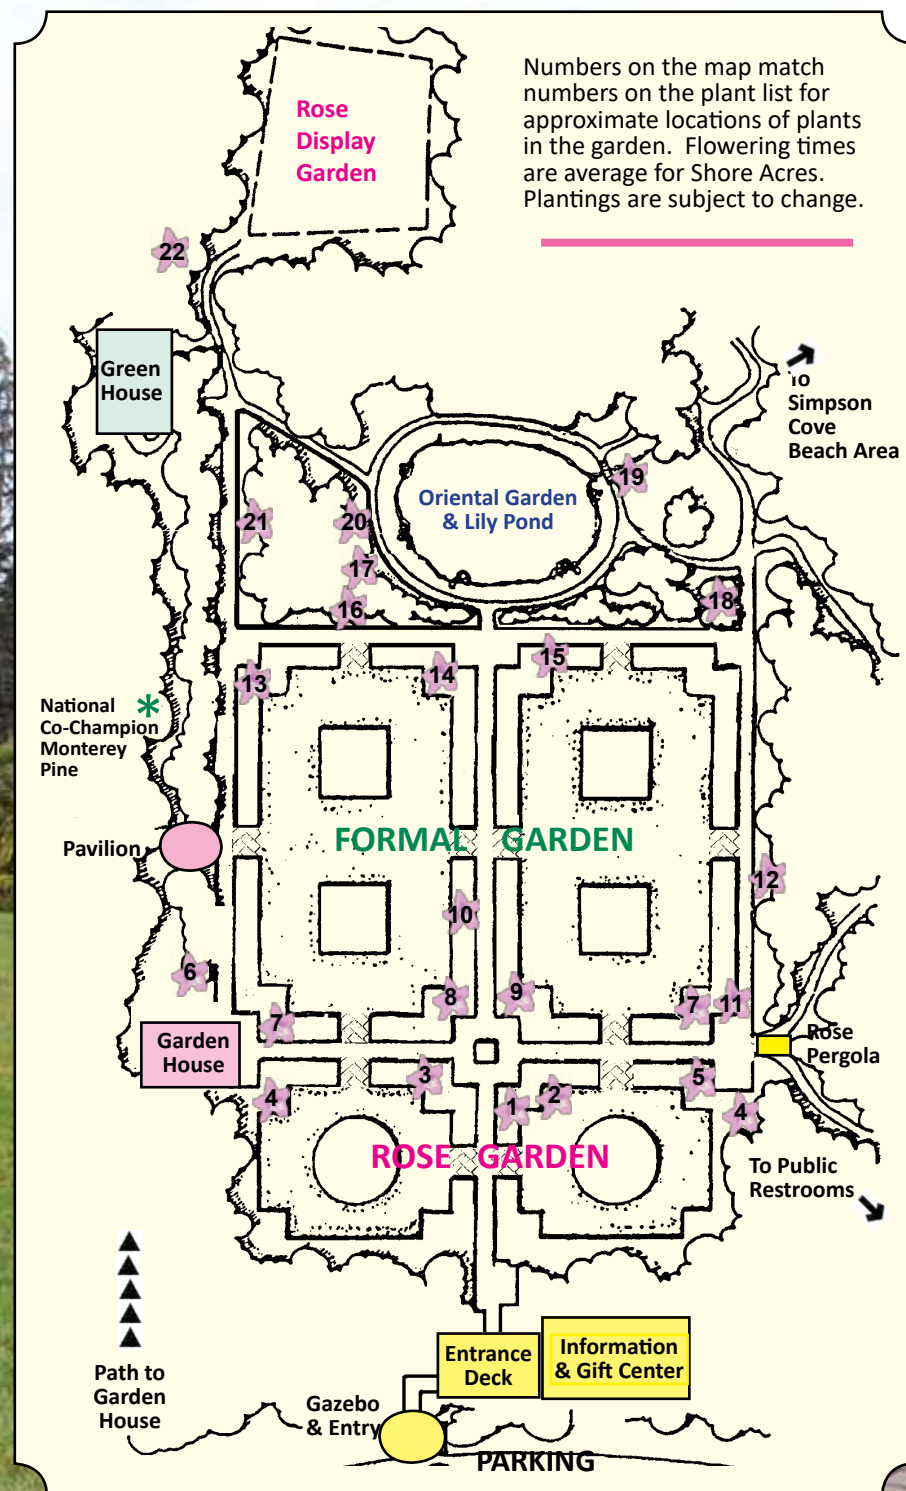 Numbers on the map match
numbers on the plant list for
approximate locations of plants
in the garden.  Flowering times
are average for Shore Acres.
Plantings are subject to change.
Rose
Display
Garden
22
Green
House
To
Simpson
Cove
Beach Area
Oriental Garden
& Lily Pond
19
21
20
17
16
18
15
14
13
National
Co-Champion
Monterey
Pine
*
Pavilion
FORMAL GARDEN
12
10
6
8
9
7
11
7
Garden
House
Rose
Pergola
3
5
4
2
1
4
ROSE GARDEN
To Public
Restrooms
Path to
Garden
House
Entrance
Deck
Information
& Gift Center
Gazebo
& Entry
PARKING